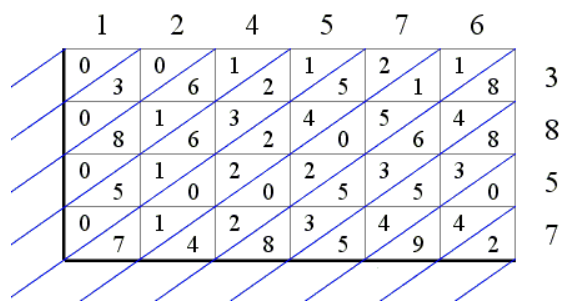 1 2 4 5 7 6
0 0 1 1 2 1
3 6 2 5 1 8 3
0 1 3 4 5 4
8 6 2 0 6 8 8
0 1 2 2 3 3
5 0 0 5 5 0 5
0 1 2 3 4 4
7 4 8 5 9 2 7